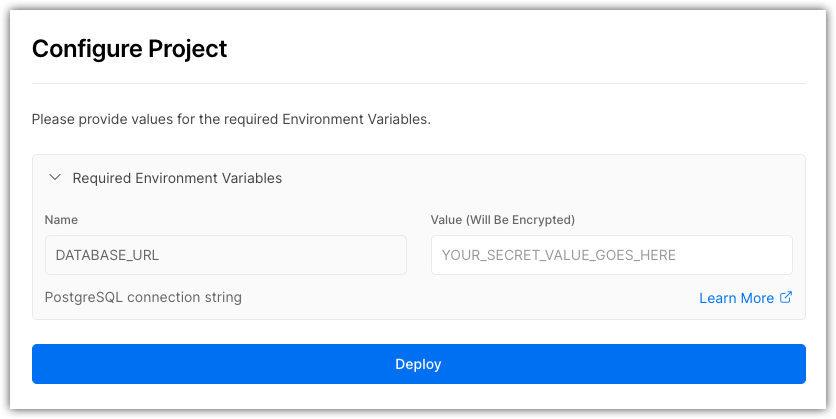 Configure Project
Please provide values for the required Environment Variables.
Required Environment Variables
Name
Value (Will Be Encrypted)
DATABASE_URL
YOUR_SECRET_VALUE_GOES_HERE
PostgreSQL connection string
Learn More
Deploy